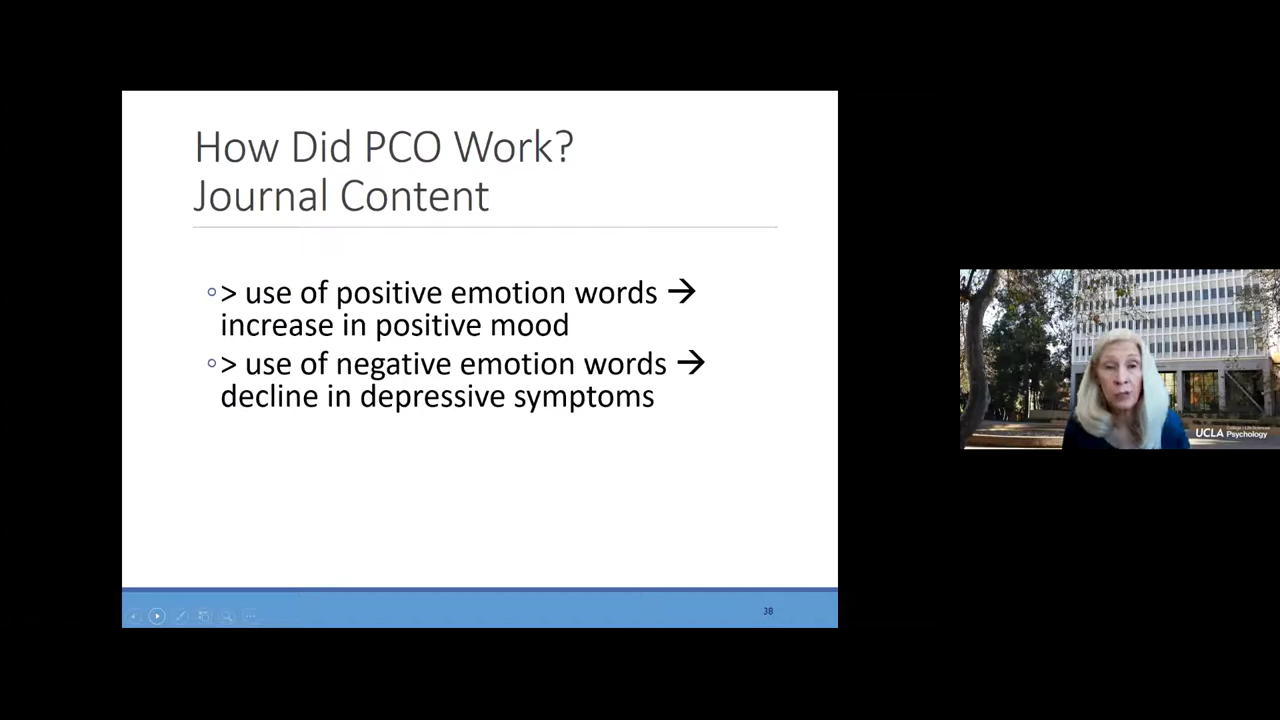 How Did PCO Work?
Journal Content
> use of positive emotion words →
increase in positive mood
> use of negative emotion words →
decline in depressive symptoms
38
UCLA Psychology